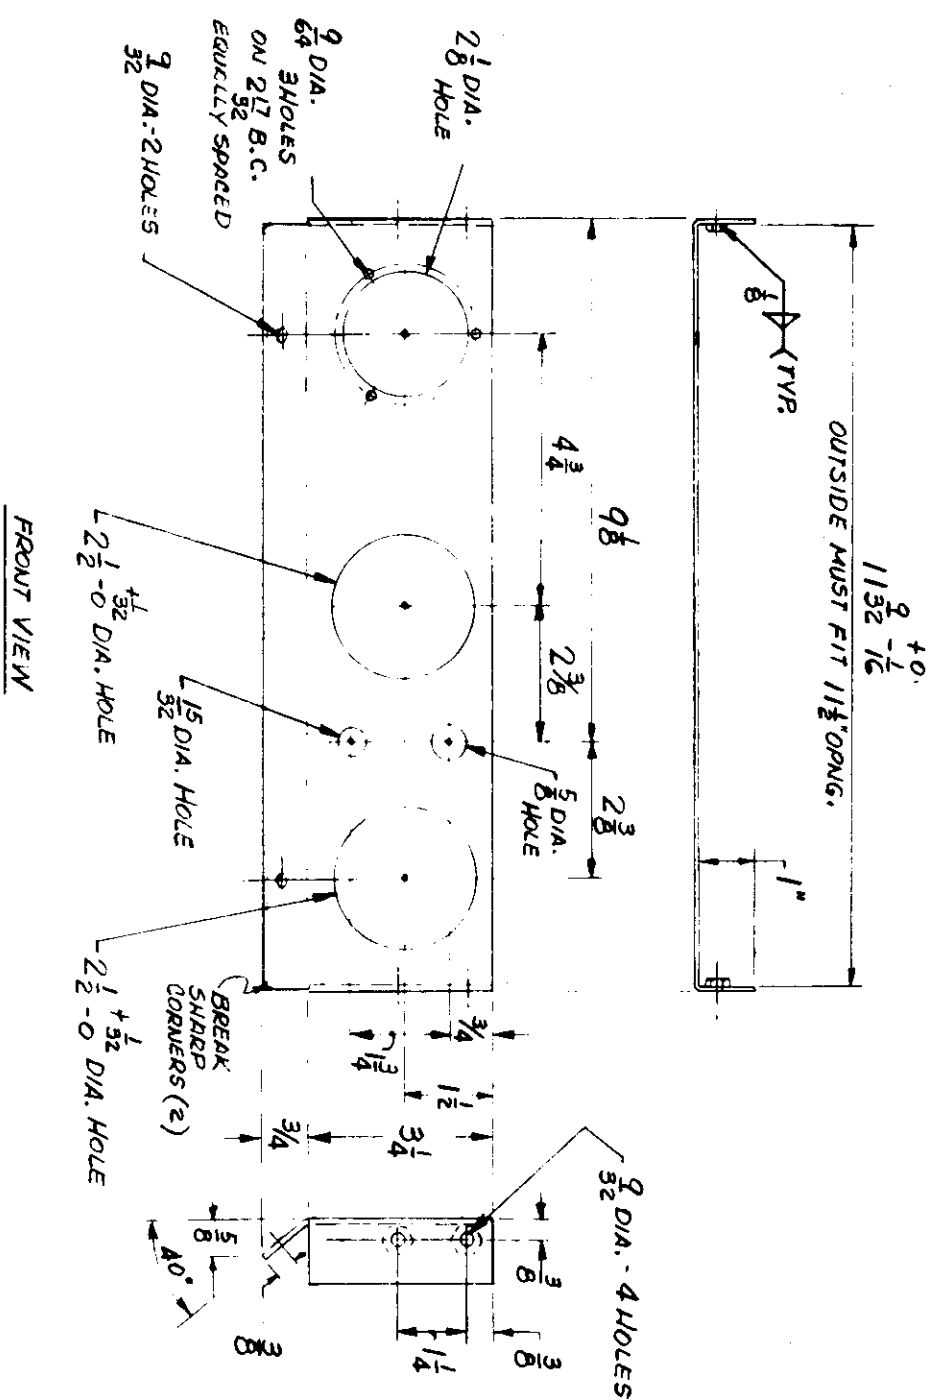 11 9/32 +0. -1/16
OUTSIDE MUST FIT 11 1/2" OPNG.
1/8
TYP.
1"
9 1/8
4 3/4
2 3/8
2 3/8
2 1/8 DIA.
HOLE
9/64 DIA.
3 HOLES
ON 2 17/32 B.C.
EQUALLY SPACED
9/32 DIA.-2 HOLES
5/8 DIA.
HOLE
2 1/2 +1/32 -0 DIA. HOLE
15/32 DIA. HOLE
2 1/2 +1/32 -0 DIA. HOLE
BREAK
SHARP
CORNERS (2)
3/4
1 3/4
1 1/2
3 1/4
3/4
9/32 DIA. - 4 HOLES
3/8
3/8
1 1/4
5/8
40°
3/8
FRONT VIEW